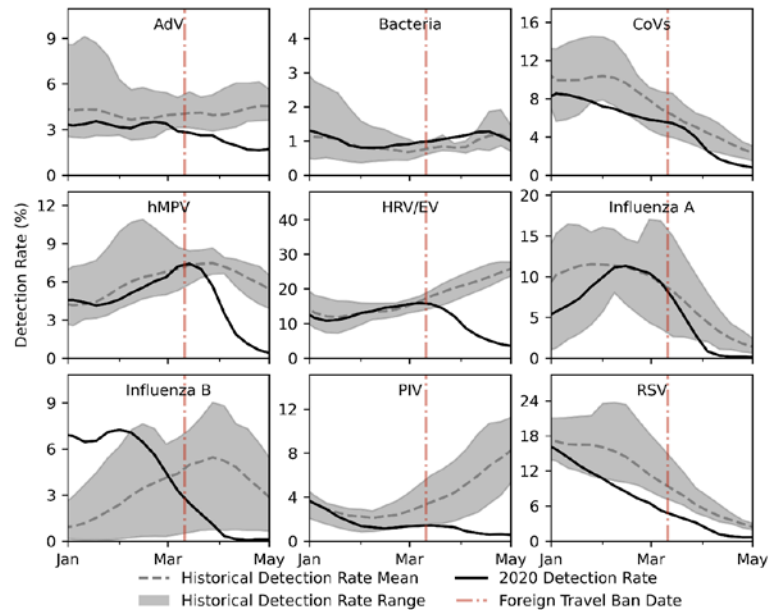 AdV
Bacteria
CoVs
9
6
3
0
4
3
2
1
0
16
12
8
4
0
hMPV
HRV/EV
Influenza A
12
9
6
3
0
40
30
20
10
0
20
15
10
5
0
Detection Rate (%)
Influenza B
PIV
RSV
9
6
3
0
12
8
4
0
24
18
12
6
0
Jan
Mar
May
Jan
Mar
May
Jan
Mar
May
Historical Detection Rate Mean
2020 Detection Rate
Historical Detection Rate Range
Foreign Travel Ban Date